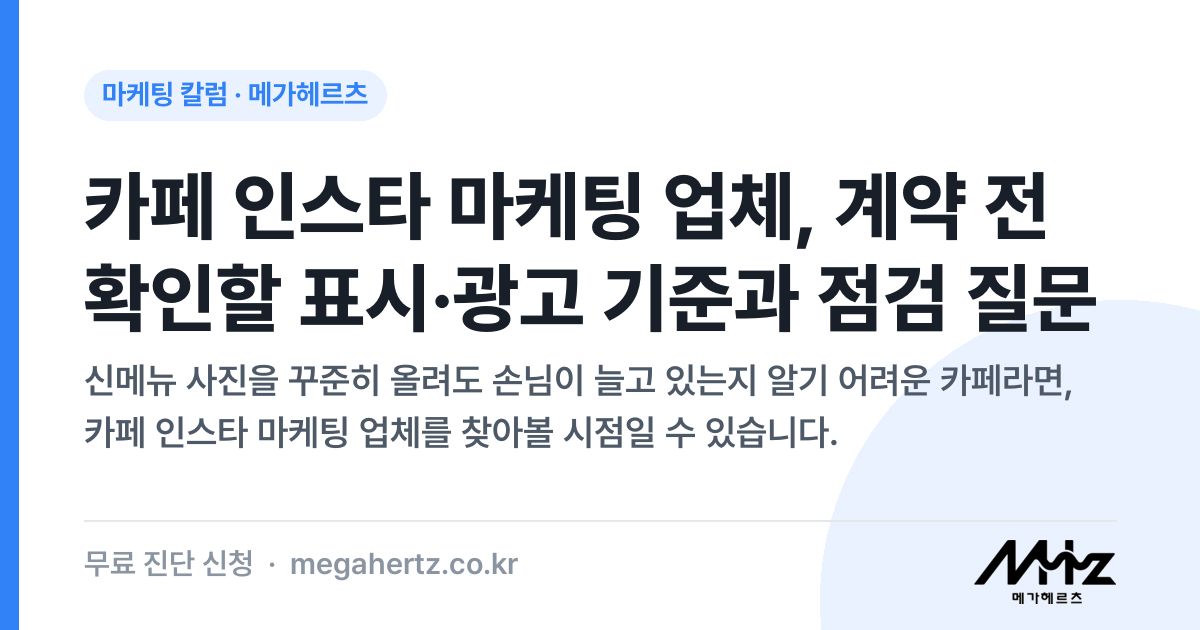 마케팅 칼럼 · 메가헤르츠
카페 인스타 마케팅 업체, 계약 전
확인할 표시·광고 기준과 점검 질문
신메뉴 사진을 꾸준히 올려도 손님이 늘고 있는지 알기 어려운 카페라면,
카페 인스타 마케팅 업체를 찾아볼 시점일 수 있습니다.
무료 진단 신청 · megahertz.co.kr
MHz
메가헤르츠